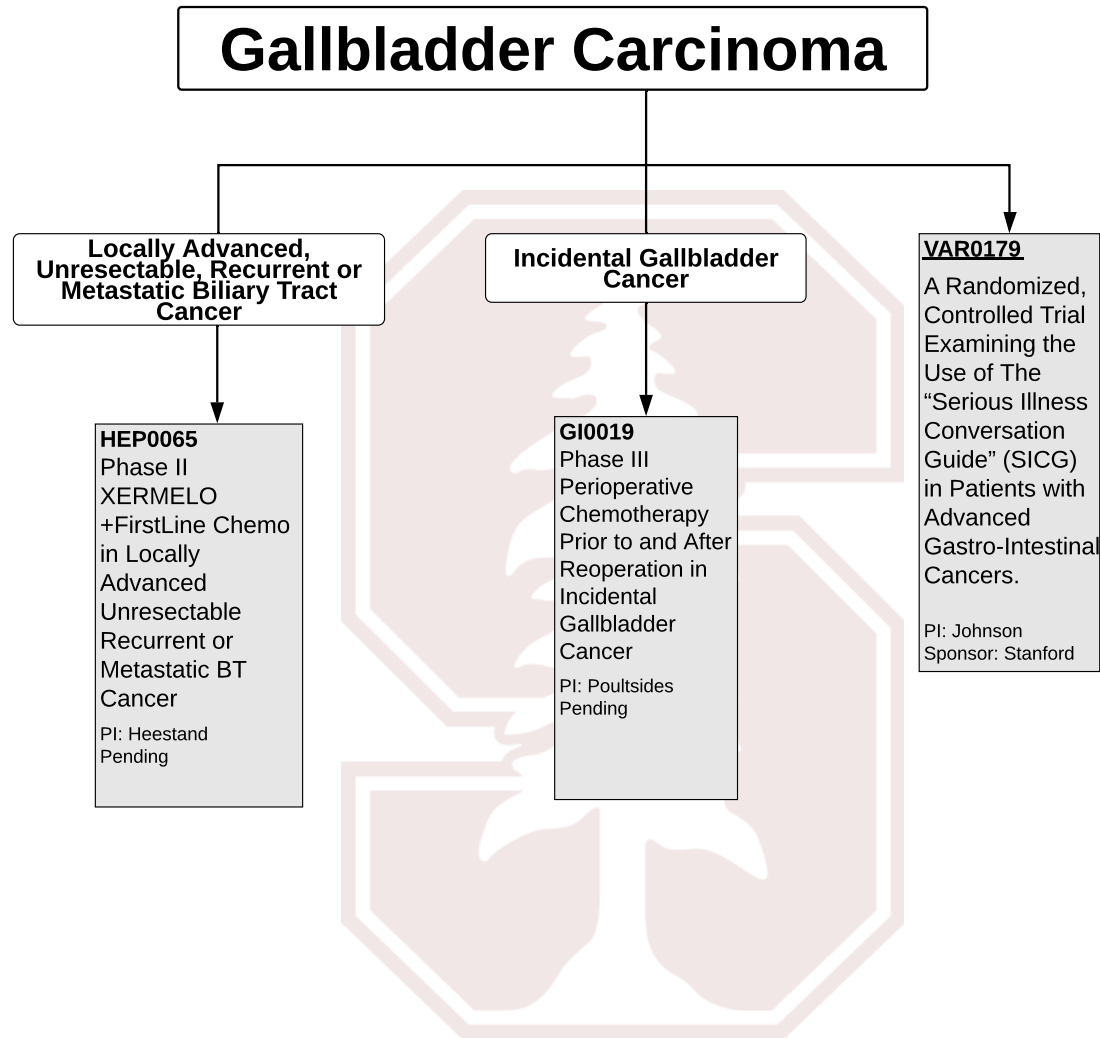 Gallbladder Carcinoma
Locally Advanced,
Unresectable, Recurrent or
Metastatic Biliary Tract
Cancer
Incidental Gallbladder
Cancer
VAR0179
A Randomized,
Controlled Trial
Examining the
Use of The
“Serious Illness
Conversation
Guide” (SICG)
in Patients with
Advanced
Gastro-Intestinal
Cancers.
PI: Johnson
Sponsor: Stanford
HEP0065
Phase II
XERMELO
+FirstLine Chemo
in Locally
Advanced
Unresectable
Recurrent or
Metastatic BT
Cancer
PI: Heestand
Pending
GI0019
Phase III
Perioperative
Chemotherapy
Prior to and After
Reoperation in
Incidental
Gallbladder
Cancer
PI: Poultsides
Pending